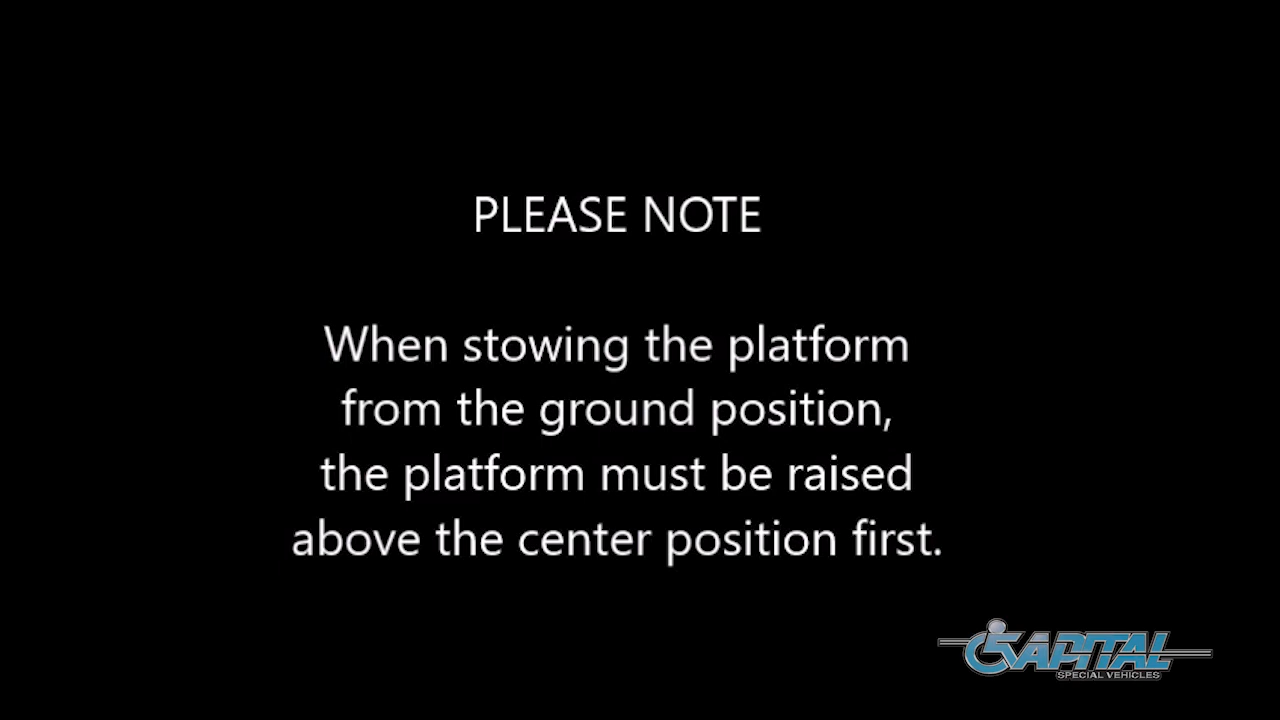 PLEASE NOTE
When stowing the platform
from the ground position,
the platform must be raised
above the center position first.
CAPITAL
SPECIAL VEHICLES